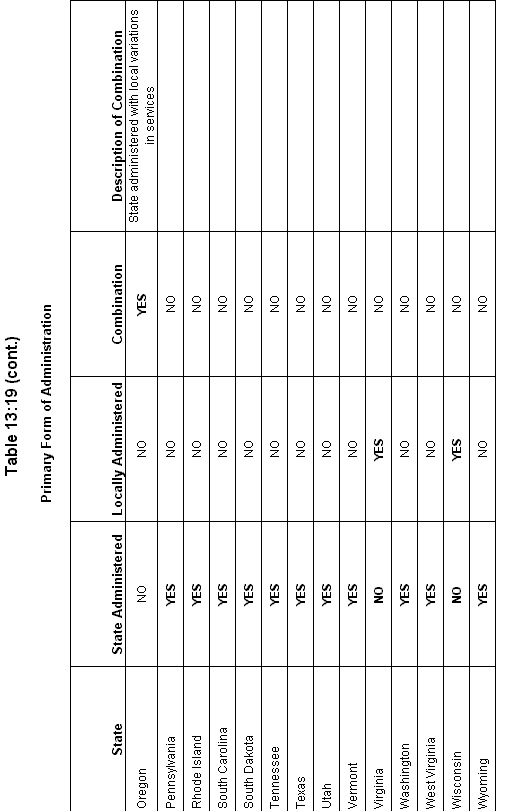 Table 13:19 (cont.)
Primary Form of Administration
State State Administered Locally Administered Combination Description of Combination
Oregon NO NO YES State administered with local variations
in services
Pennsylvania YES NO NO
Rhode Island YES NO NO
South Carolina YES NO NO
South Dakota YES NO NO
Tennessee YES NO NO
Texas YES NO NO
Utah YES NO NO
Vermont YES NO NO
Virginia NO YES NO
Washington YES NO NO
West Virginia YES NO NO
Wisconsin NO YES NO
Wyoming YES NO NO